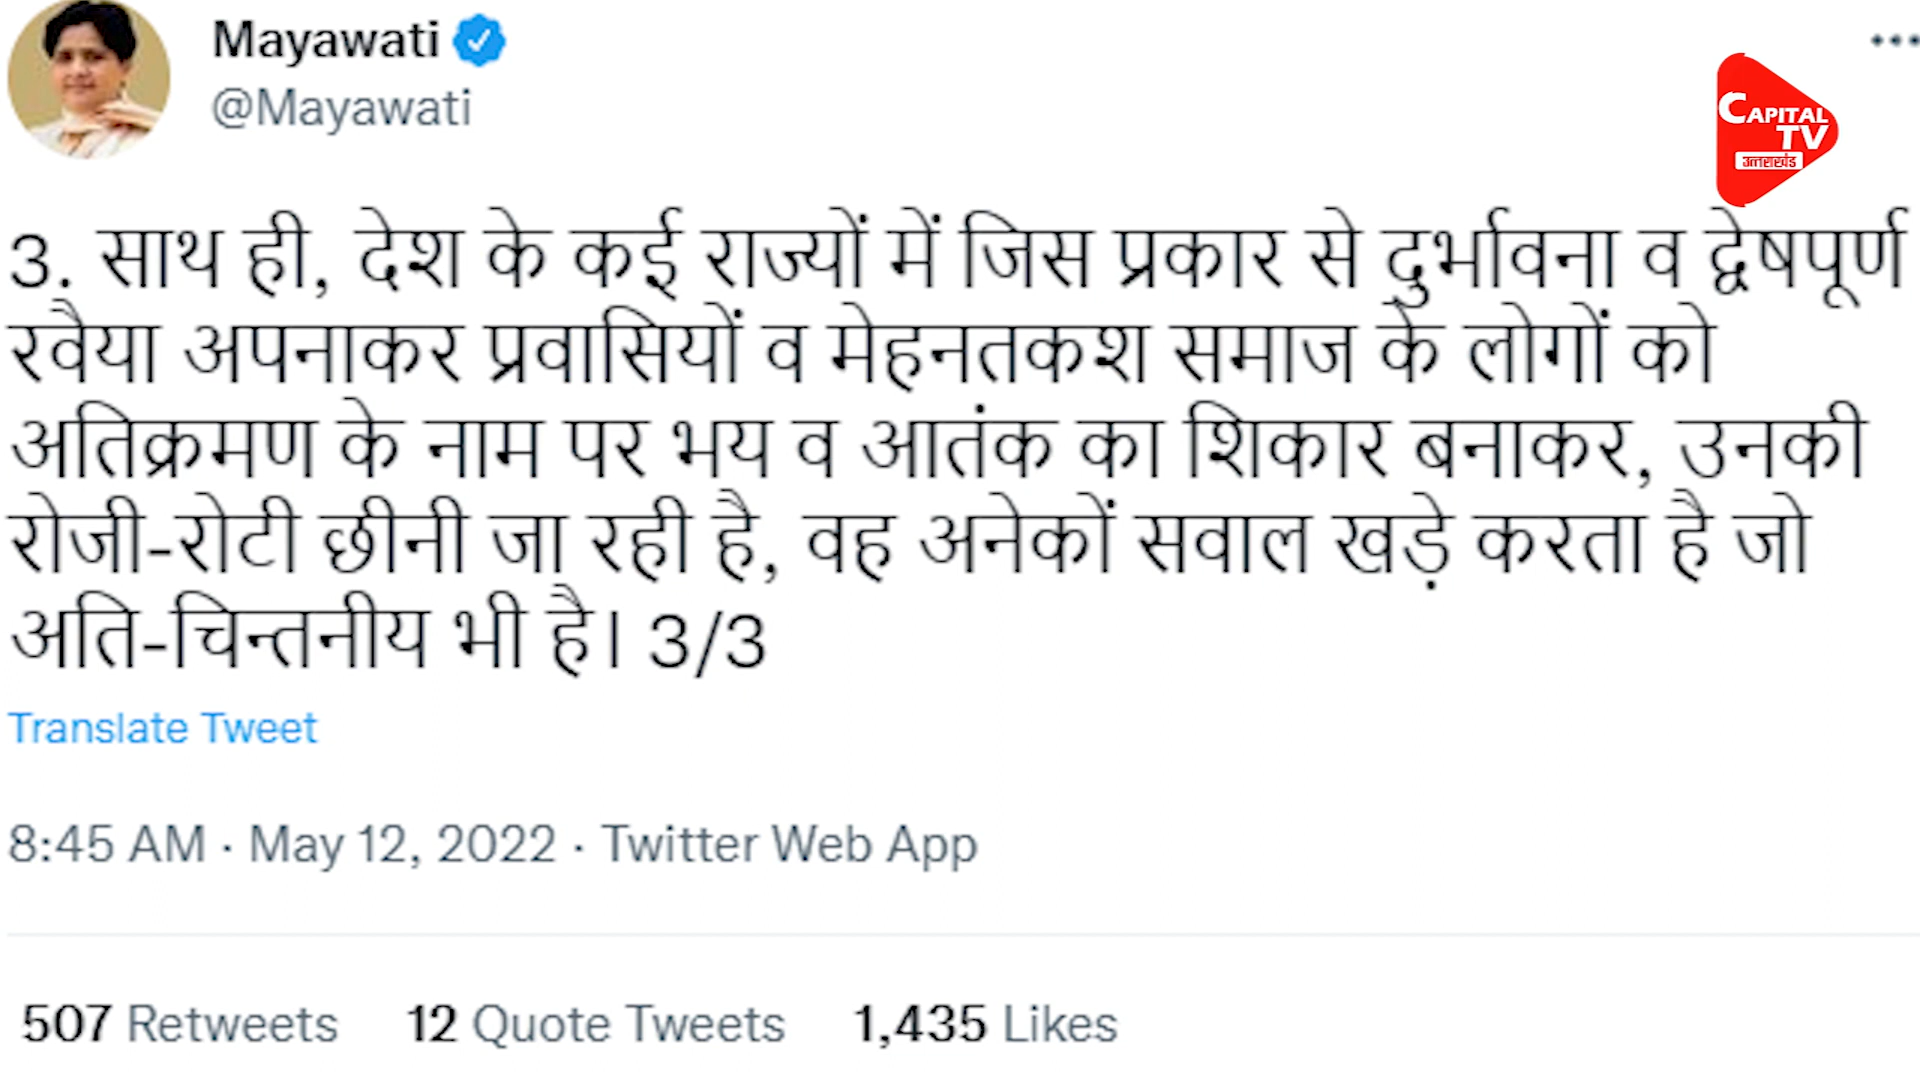 Mayawati
@Mayawati
CAPITAL
TV
उत्तराखंड
3. साथ ही, देश के कई राज्यों में जिस प्रकार से दुर्भावना व द्वेषपूर्ण
रवैया अपनाकर प्रवासियों व मेहनतकश समाज के लोगों को
अतिक्रमण के नाम पर भय व आतंक का शिकार बनाकर, उनकी
रोजी-रोटी छीनी जा रही है, वह अनेकों सवाल खड़े करता है जो
अति-चिन्तनीय भी है। 3/3
Translate Tweet
8:45 AM · May 12, 2022 · Twitter Web App
507 Retweets 12 Quote Tweets 1,435 Likes